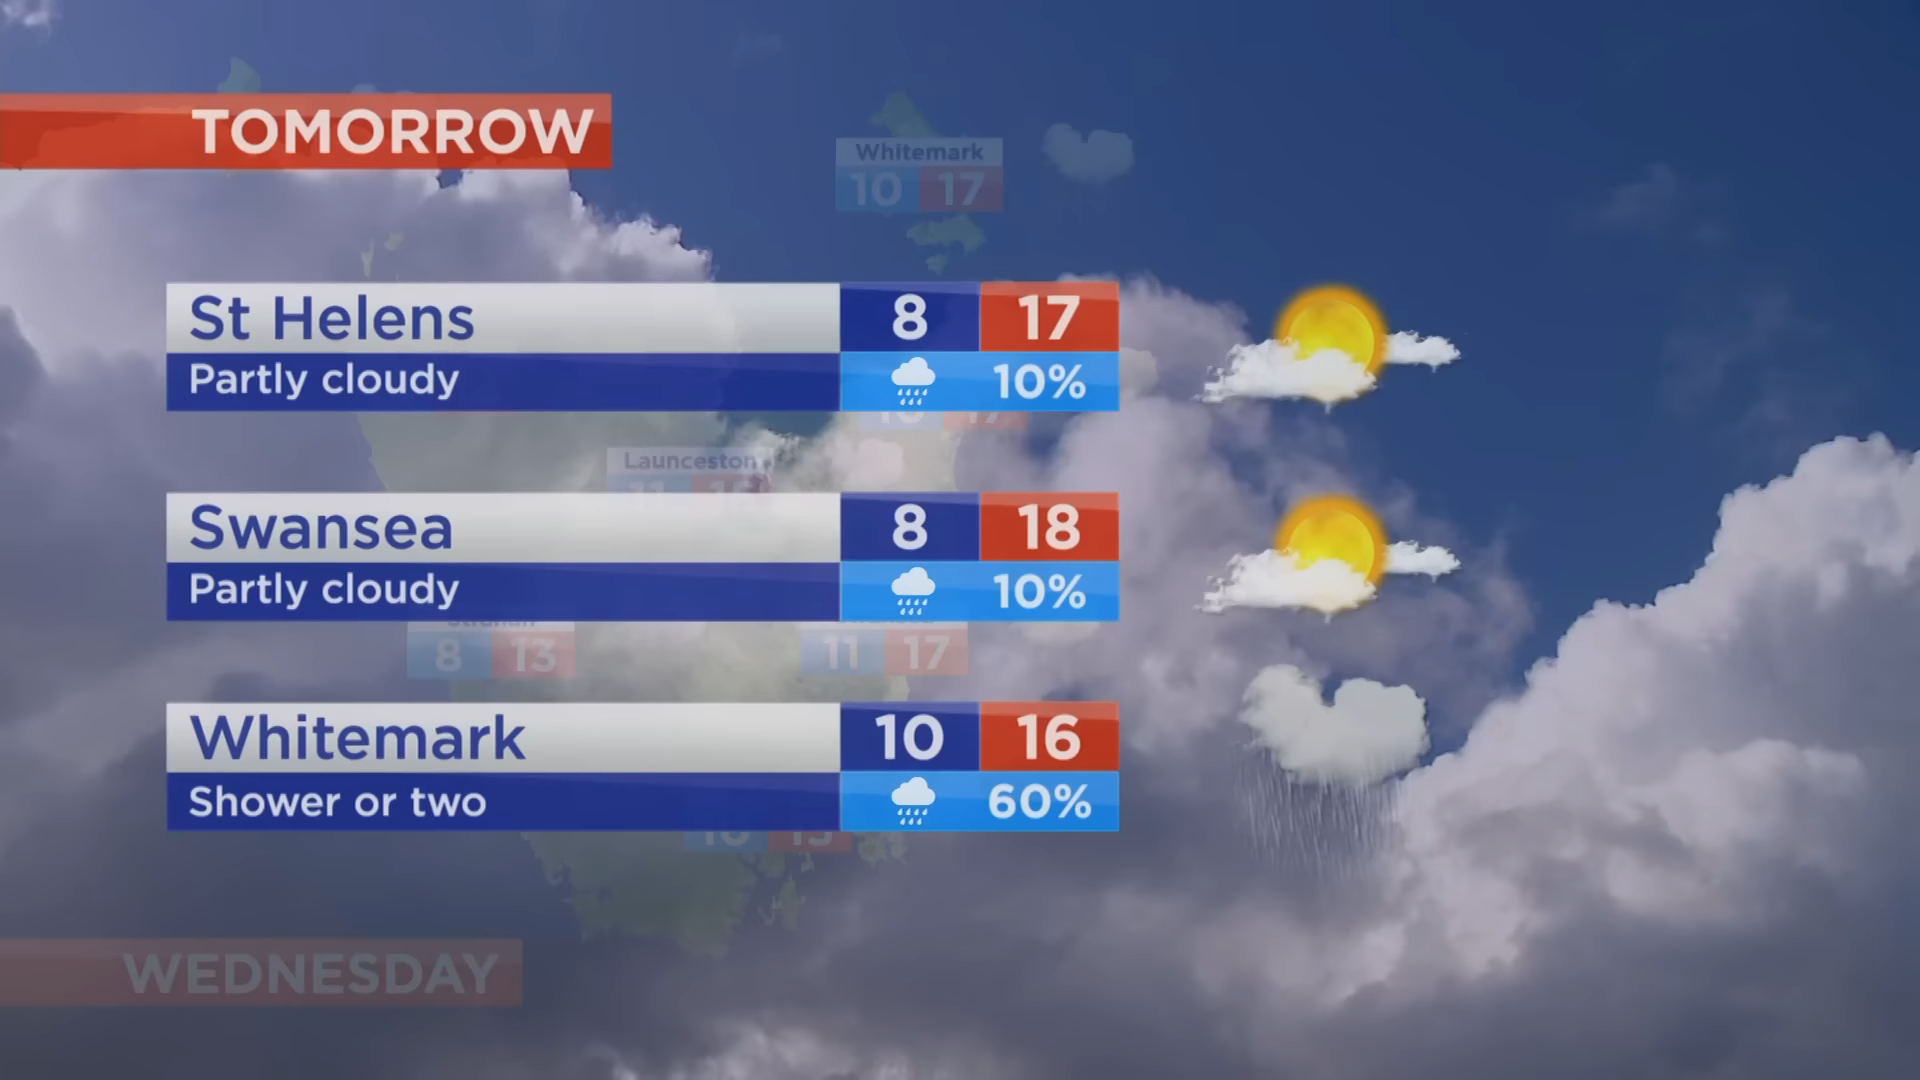 TOMORROW
Whitemark
10 17
St Helens 8 17
Partly cloudy 10%
Launceston
Swansea 8 18
Partly cloudy 10%
8 13
11 17
Whitemark 10 16
Shower or two 60%
WEDNESDAY